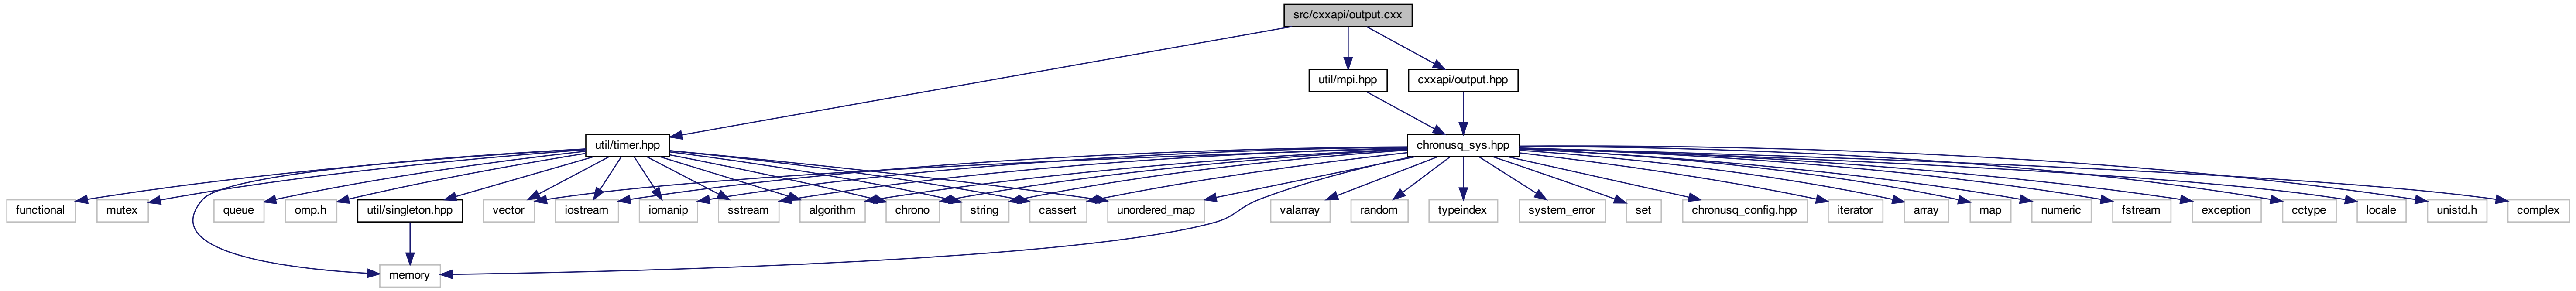 src/cxxapi/output.cxx
util/mpi.hpp
cxxapi/output.hpp
util/timer.hpp
chronusq_sys.hpp
functional
mutex
queue
omp.h
util/singleton.hpp
vector
iostream
iomanip
sstream
algorithm
chrono
string
cassert
unordered_map
valarray
random
typeindex
system_error
set
chronusq_config.hpp
iterator
array
map
numeric
fstream
exception
cctype
locale
unistd.h
complex
memory